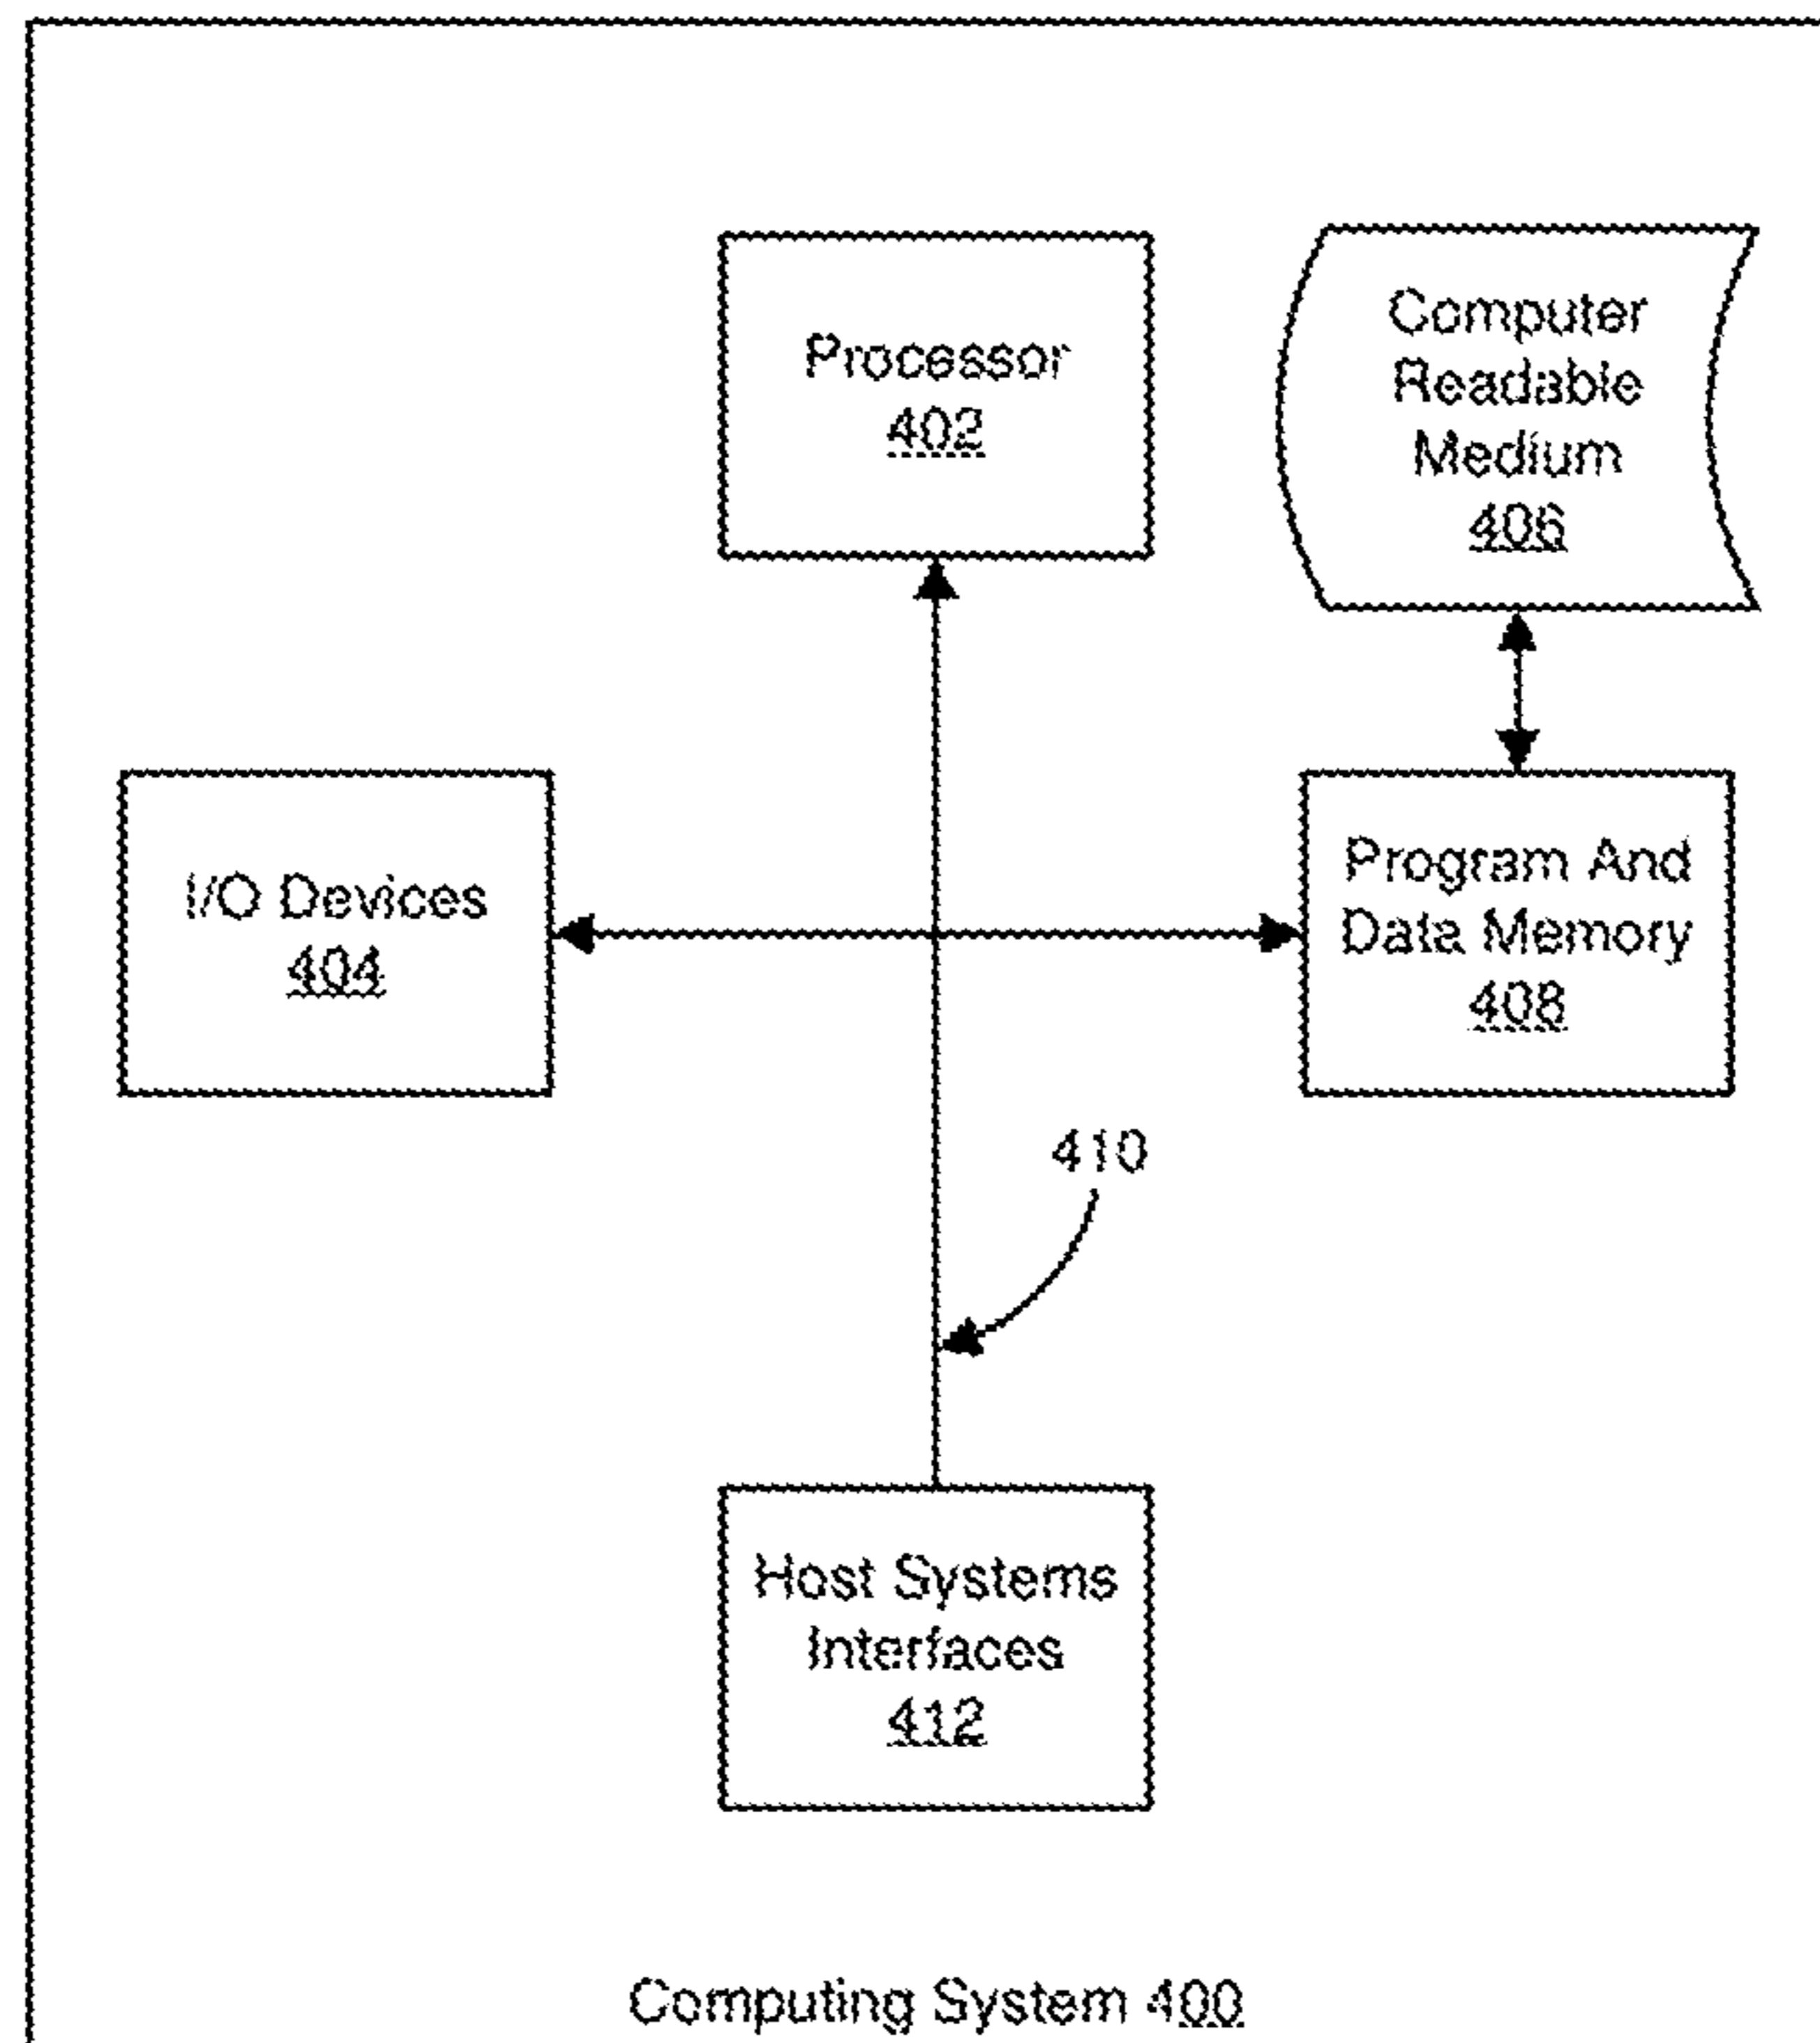 Processor
402
Computer
Readable
Medium
406
I/O Devices
404
Program And
Data Memory
408
410
Host Systems
Interfaces
412
Computing System 400